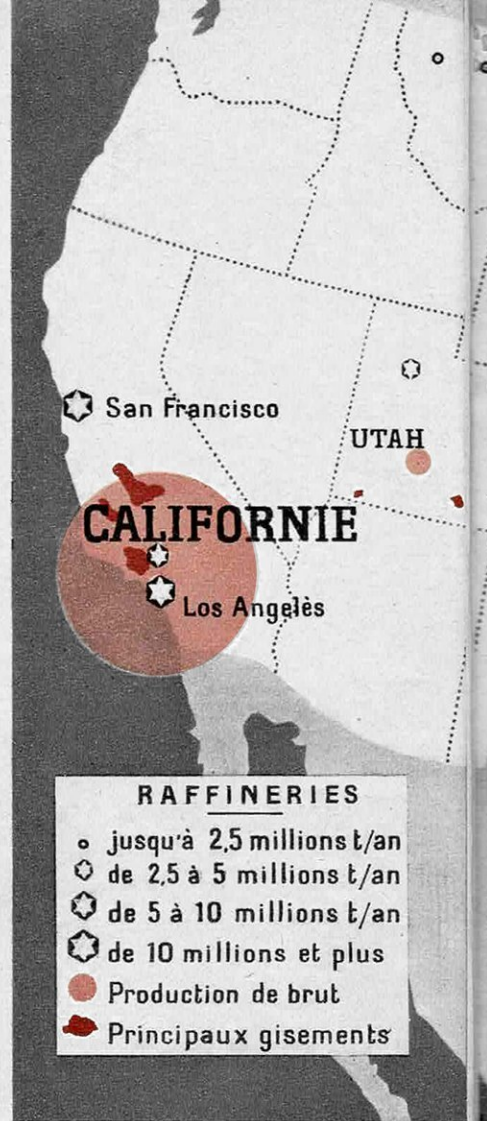 San Francisco
UTAH
CALIFORNIE
Los Angelès
RAFFINERIES
jusqu'à 2,5 millions t/an
de 2,5 à 5 millions t/an
de 5 à 10 millions t/an
de 10 millions et plus
Production de brut
Principaux gisements